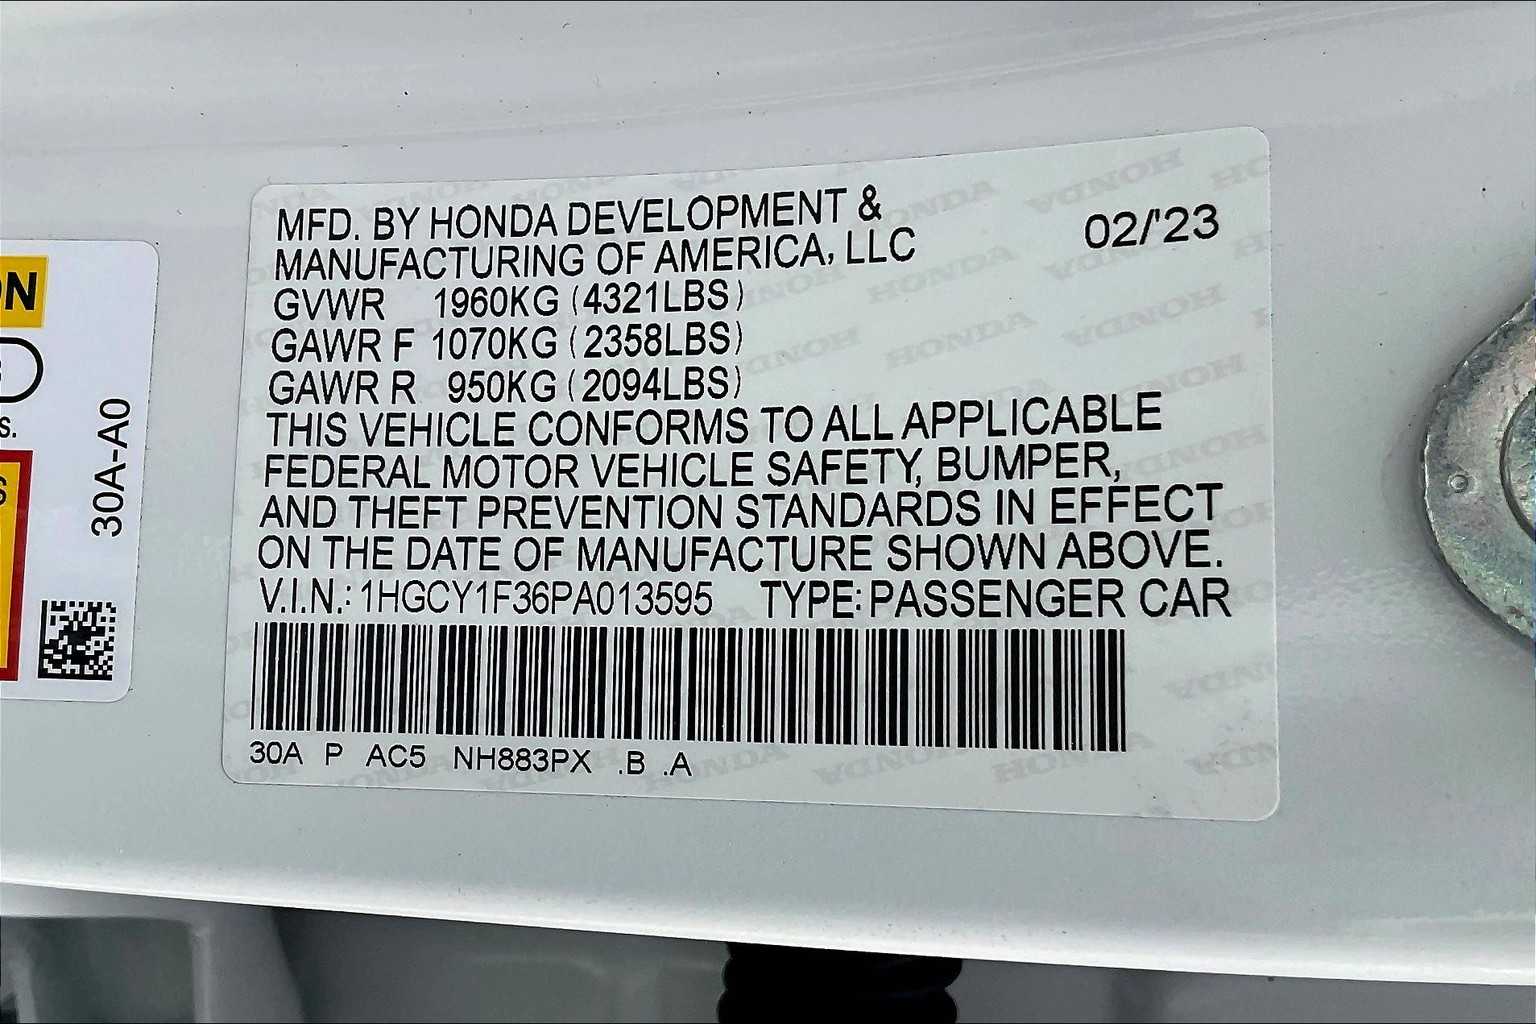 MFD. BY HONDA DEVELOPMENT &
MANUFACTURING OF AMERICA, LLC
02/'23
GVWR 1960KG (4321LBS)
GAWR F 1070KG (2358LBS)
GAWR R 950KG (2094LBS)
THIS VEHICLE CONFORMS TO ALL APPLICABLE
FEDERAL MOTOR VEHICLE SAFETY, BUMPER,
AND THEFT PREVENTION STANDARDS IN EFFECT
ON THE DATE OF MANUFACTURE SHOWN ABOVE.
V.I.N.: 1HGCY1F36PA013595 TYPE: PASSENGER CAR
30A P AC5 NH883PX .B .A
30A-A0
HONDA